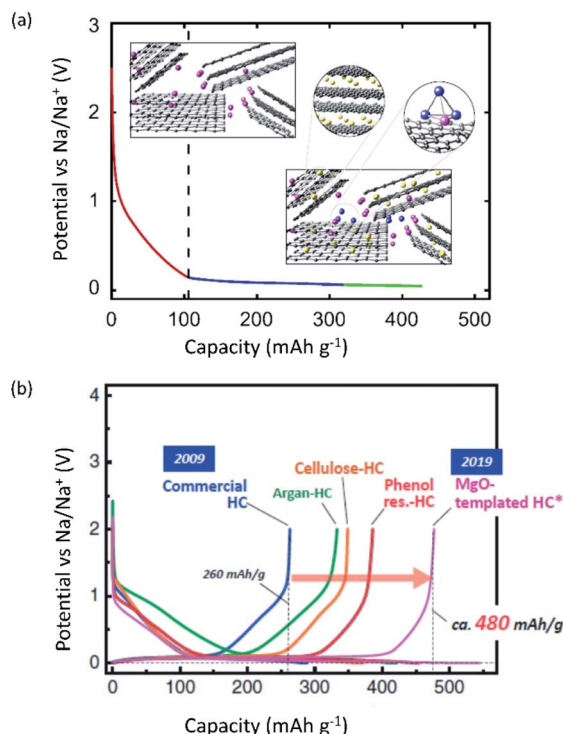 (a)
3
2
1
0
Potential vs Na/Na⁺ (V)
0 100 200 300 400 500
Capacity (mAh g⁻¹)
(b)
4
3
2
1
0
Potential vs Na/Na⁺ (V)
2009
Commercial
HC
Argan-HC
Cellulose-HC
Phenol
res.-HC
2019
MgO-
templated HC*
260 mAh/g
ca. 480 mAh/g
0 100 200 300 400 500
Capacity (mAh g⁻¹)